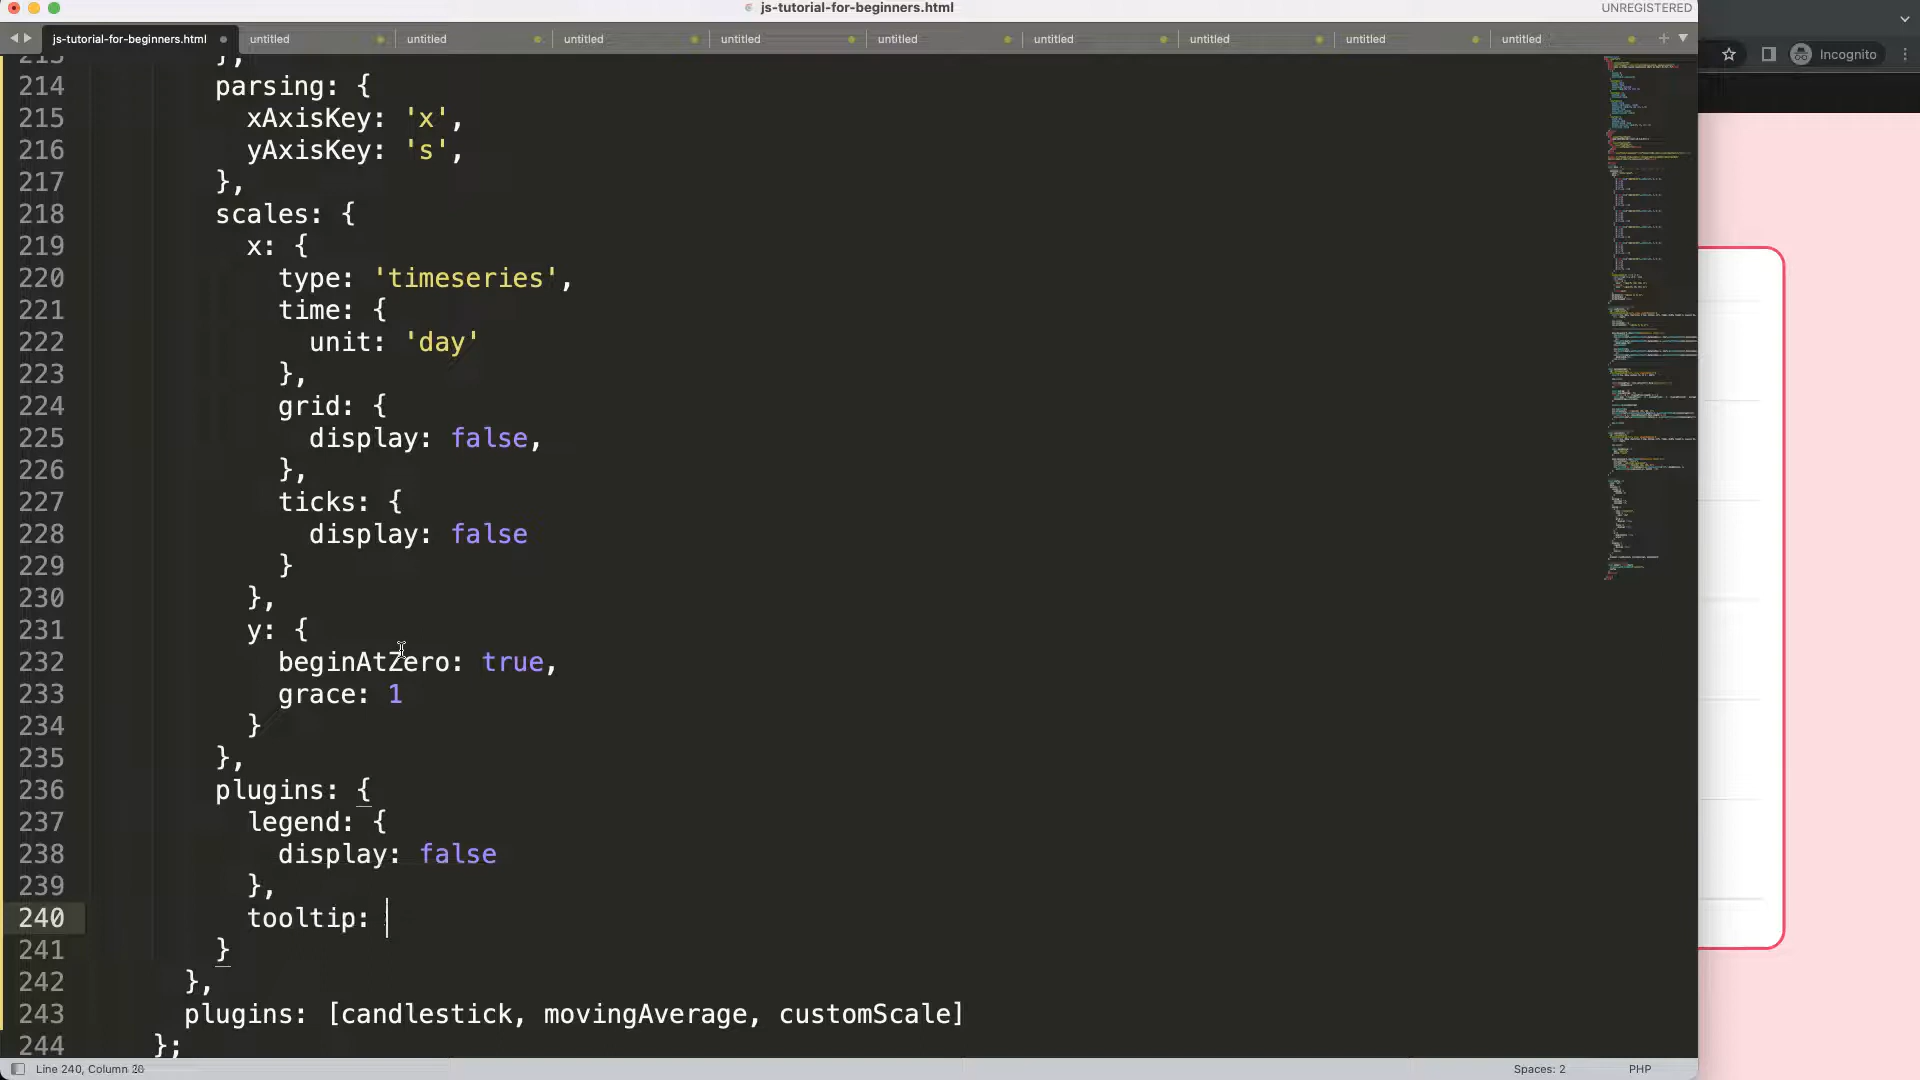 js-tutorial-for-beginners.html
UNREGISTERED
js-tutorial-for-beginners.html untitled untitled untitled untitled untitled untitled untitled untitled untitled
Incognito
213 },
214 parsing: {
215 xAxisKey: 'x',
216 yAxisKey: 's',
217 },
218 scales: {
219 x: {
220 type: 'timeseries',
221 time: {
222 unit: 'day'
223 },
224 grid: {
225 display: false,
226 },
227 ticks: {
228 display: false
229 }
230 },
231 y: {
232 beginAtZero: true,
233 grace: 1
234 }
235 },
236 plugins: {
237 legend: {
238 display: false
239 },
240 tooltip:
241 }
242 },
243 plugins: [candlestick, movingAverage, customScale]
244 };
Line 240, Column 20
Spaces: 2
PHP